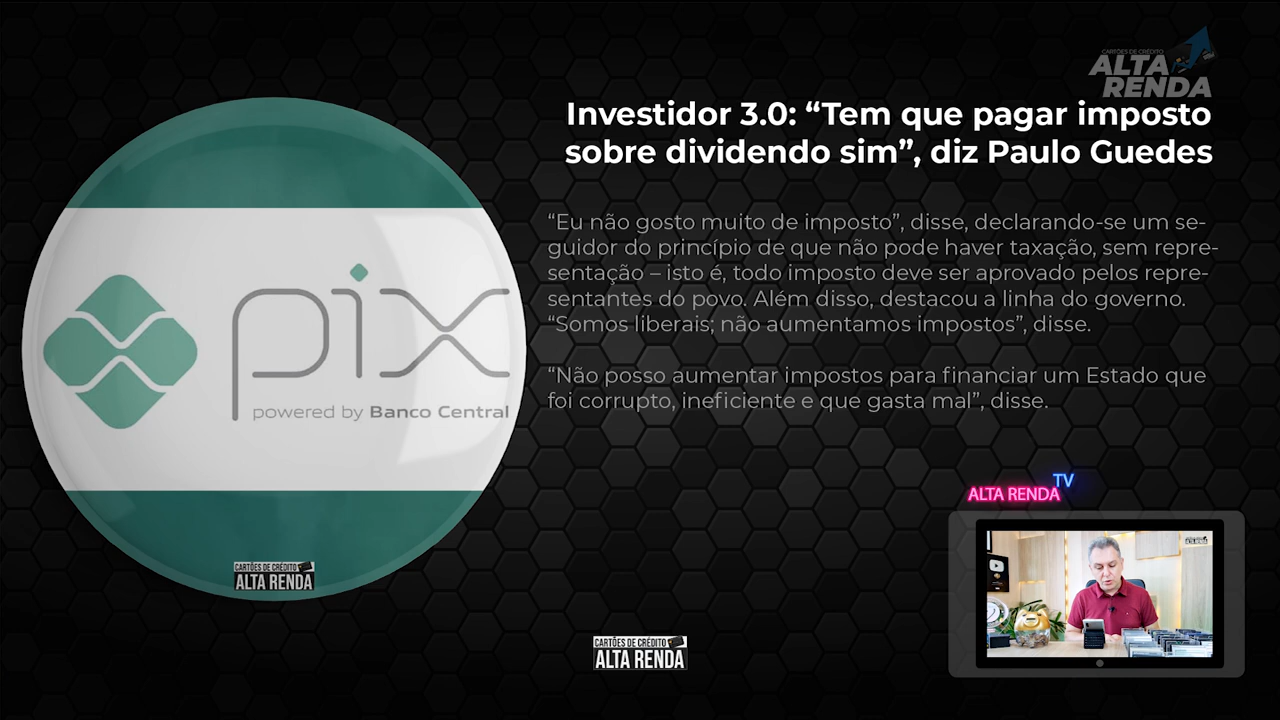 CARTÕES DE CRÉDITO
ALTA
RENDA
Investidor 3.0: “Tem que pagar imposto
sobre dividendo sim”, diz Paulo Guedes
“Eu não gosto muito de imposto”, disse, declarando-se um se-
guidor do princípio de que não pode haver taxação, sem repre-
sentação – isto é, todo imposto deve ser aprovado pelos repre-
sentantes do povo. Além disso, destacou a linha do governo.
“Somos liberais; não aumentamos impostos”, disse.
“Não posso aumentar impostos para financiar um Estado que
foi corrupto, ineficiente e que gasta mal”, disse.
pix
powered by Banco Central
CARTÕES DE CRÉDITO
ALTA RENDA
ALTA RENDA TV
CARTÕES DE CRÉDITO
ALTA RENDA